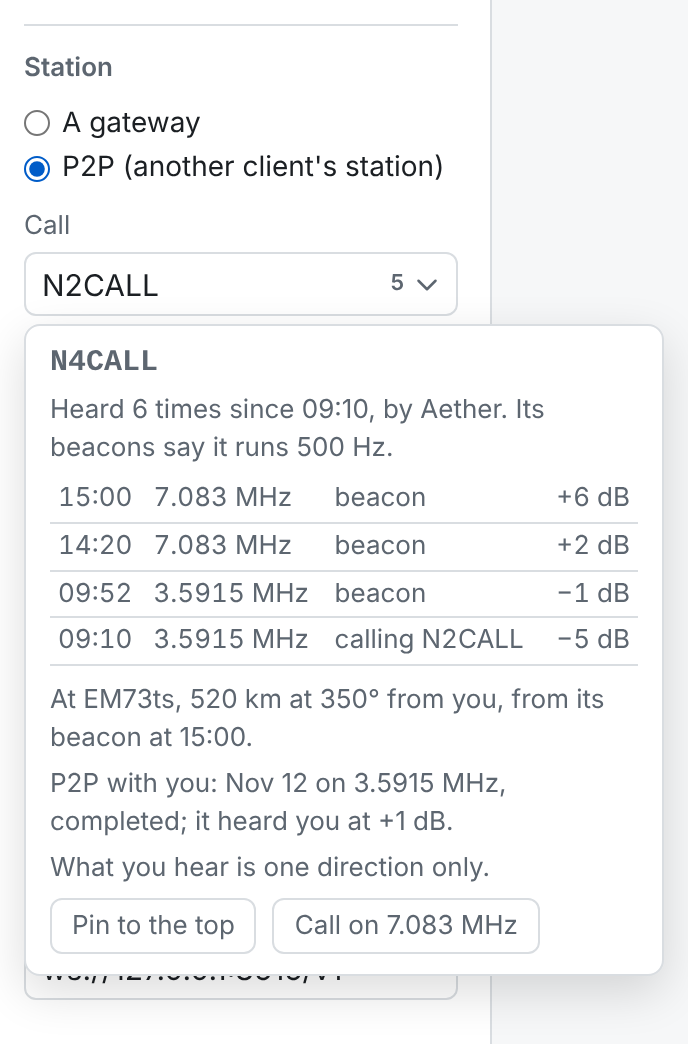 Station
A gateway
P2P (another client's station)
Call
N2CALL 5
N4CALL
Heard 6 times since 09:10, by Aether. Its
beacons say it runs 500 Hz.
15:00 7.083 MHz beacon +6 dB
14:20 7.083 MHz beacon +2 dB
09:52 3.5915 MHz beacon −1 dB
09:10 3.5915 MHz calling N2CALL −5 dB
At EM73ts, 520 km at 350° from you, from its
beacon at 15:00.
P2P with you: Nov 12 on 3.5915 MHz,
completed; it heard you at +1 dB.
What you hear is one direction only.
Pin to the top
Call on 7.083 MHz